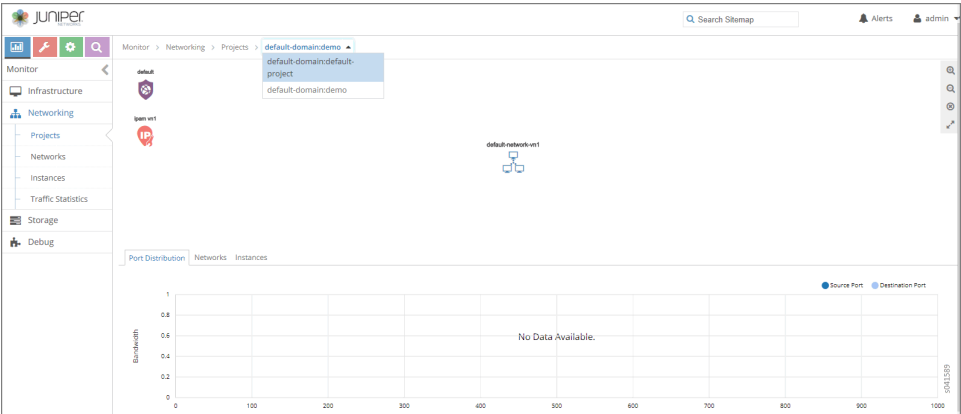 JUNIPER
NETWORKS
Search Sitemap
Alerts
admin
Monitor > Networking > Projects > default-domain:demo
default-domain:default-
project
default-domain:demo
Monitor
Infrastructure
Networking
Projects
Networks
Instances
Traffic Statistics
Storage
Debug
default
ipam vn1
IP
default-network-vn1
Port Distribution Networks Instances
Source Port Destination Port
Bandwidth
1
0.8
0.6
0.4
0.2
0
No Data Available.
0 100 200 300 400 500 600 700 800 900 1000
s041589